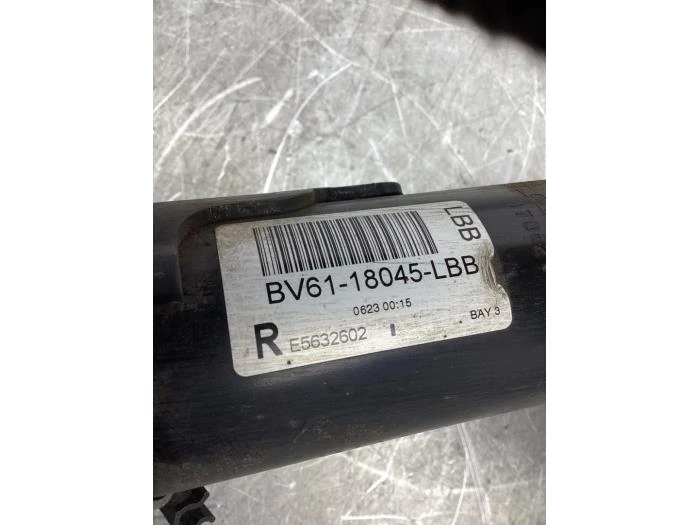 LBB
BV61-18045-LBB
0623 00:15
R E5632602 I
BAY 3